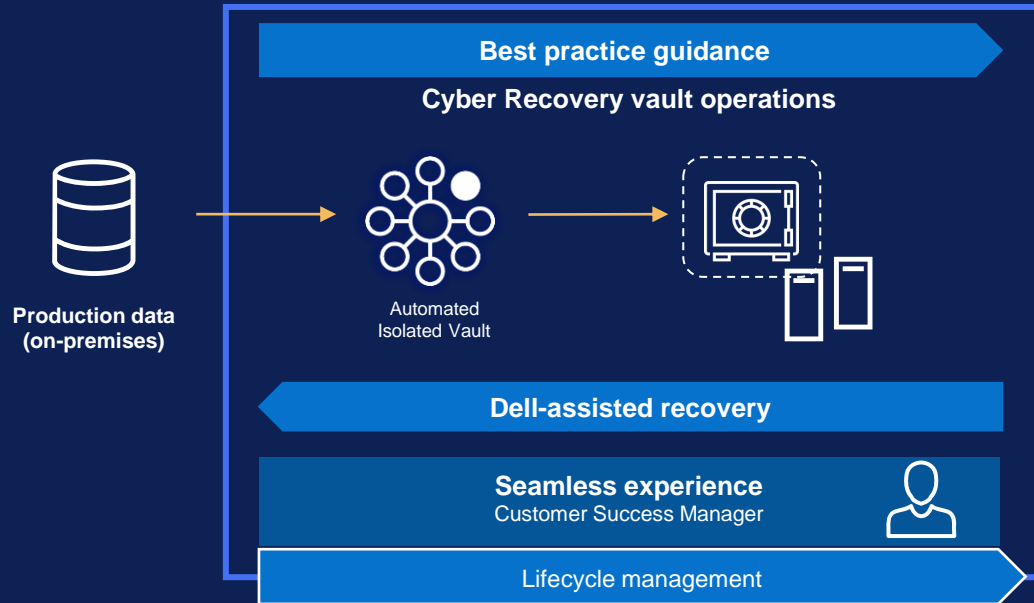 Best practice guidance
Cyber Recovery vault operations
Production data
(on-premises)
Automated
Isolated Vault
Dell-assisted recovery
Seamless experience
Customer Success Manager
Lifecycle management